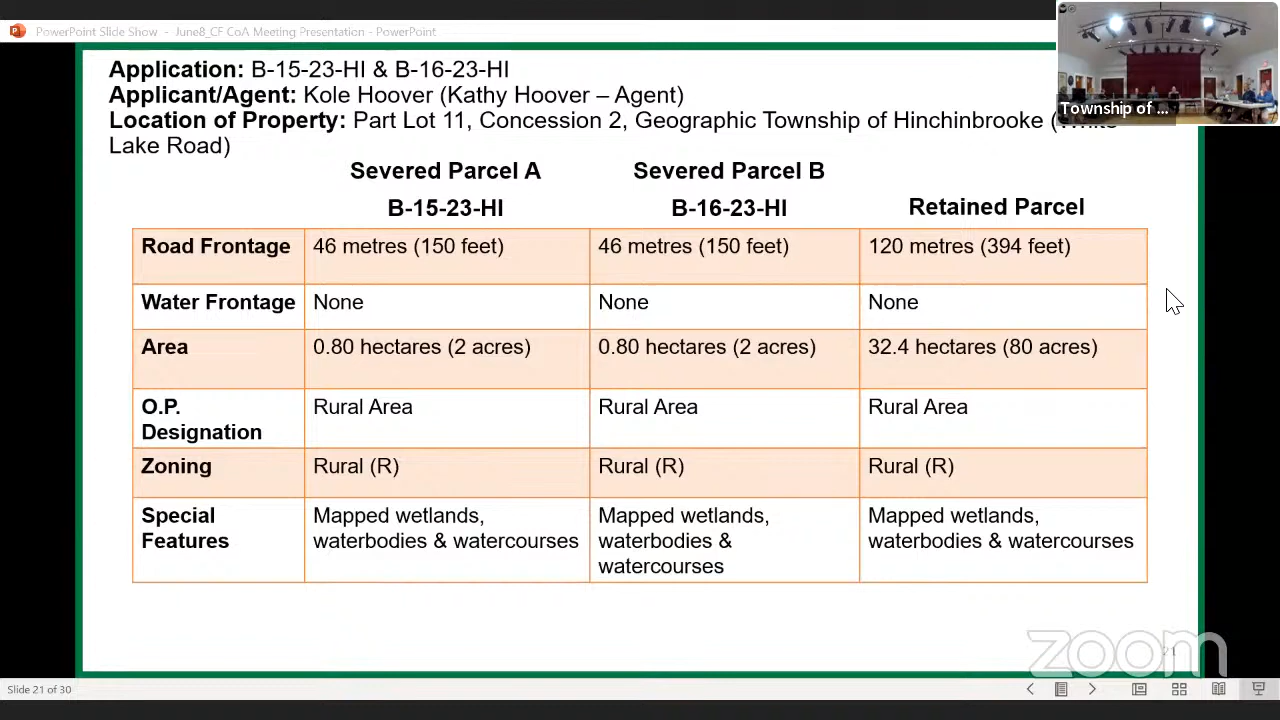 PowerPoint Slide Show - June8_CF CoA Meeting Presentation - PowerPoint
Township of ...
Application: B-15-23-HI & B-16-23-HI
Applicant/Agent: Kole Hoover (Kathy Hoover – Agent)
Location of Property: Part Lot 11, Concession 2, Geographic Township of Hinchinbrooke (White
Lake Road)
Severed Parcel A Severed Parcel B
B-15-23-HI B-16-23-HI Retained Parcel
Road Frontage 46 metres (150 feet) 46 metres (150 feet) 120 metres (394 feet)
Water Frontage None None None
Area 0.80 hectares (2 acres) 0.80 hectares (2 acres) 32.4 hectares (80 acres)
O.P. Rural Area Rural Area Rural Area
Designation
Zoning Rural (R) Rural (R) Rural (R)
Special Mapped wetlands, Mapped wetlands, Mapped wetlands,
Features waterbodies & watercourses waterbodies & waterbodies & watercourses
watercourses
zoom
21
Slide 21 of 30